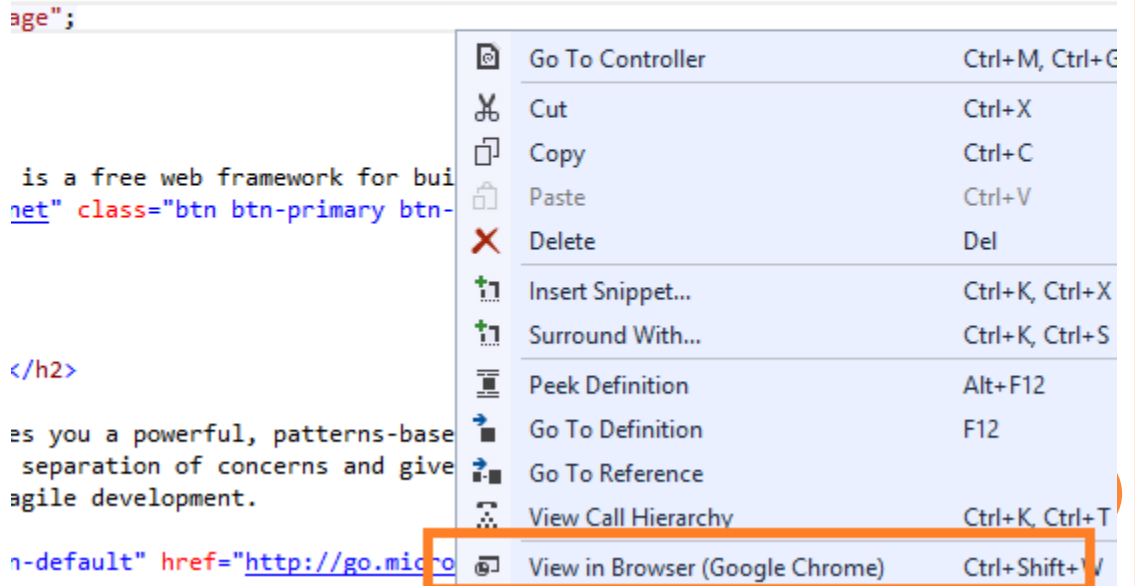 age";
Go To Controller Ctrl+M, Ctrl+G
Cut Ctrl+X
Copy Ctrl+C
is a free web framework for bui
Paste Ctrl+V
net" class="btn btn-primary btn-
Delete Del
Insert Snippet... Ctrl+K, Ctrl+X
Surround With... Ctrl+K, Ctrl+S
</h2>
Peek Definition Alt+F12
es you a powerful, patterns-base
Go To Definition F12
separation of concerns and give
Go To Reference
agile development.
View Call Hierarchy Ctrl+K, Ctrl+T
n-default" href="http://go.micro
View in Browser (Google Chrome) Ctrl+Shift+W